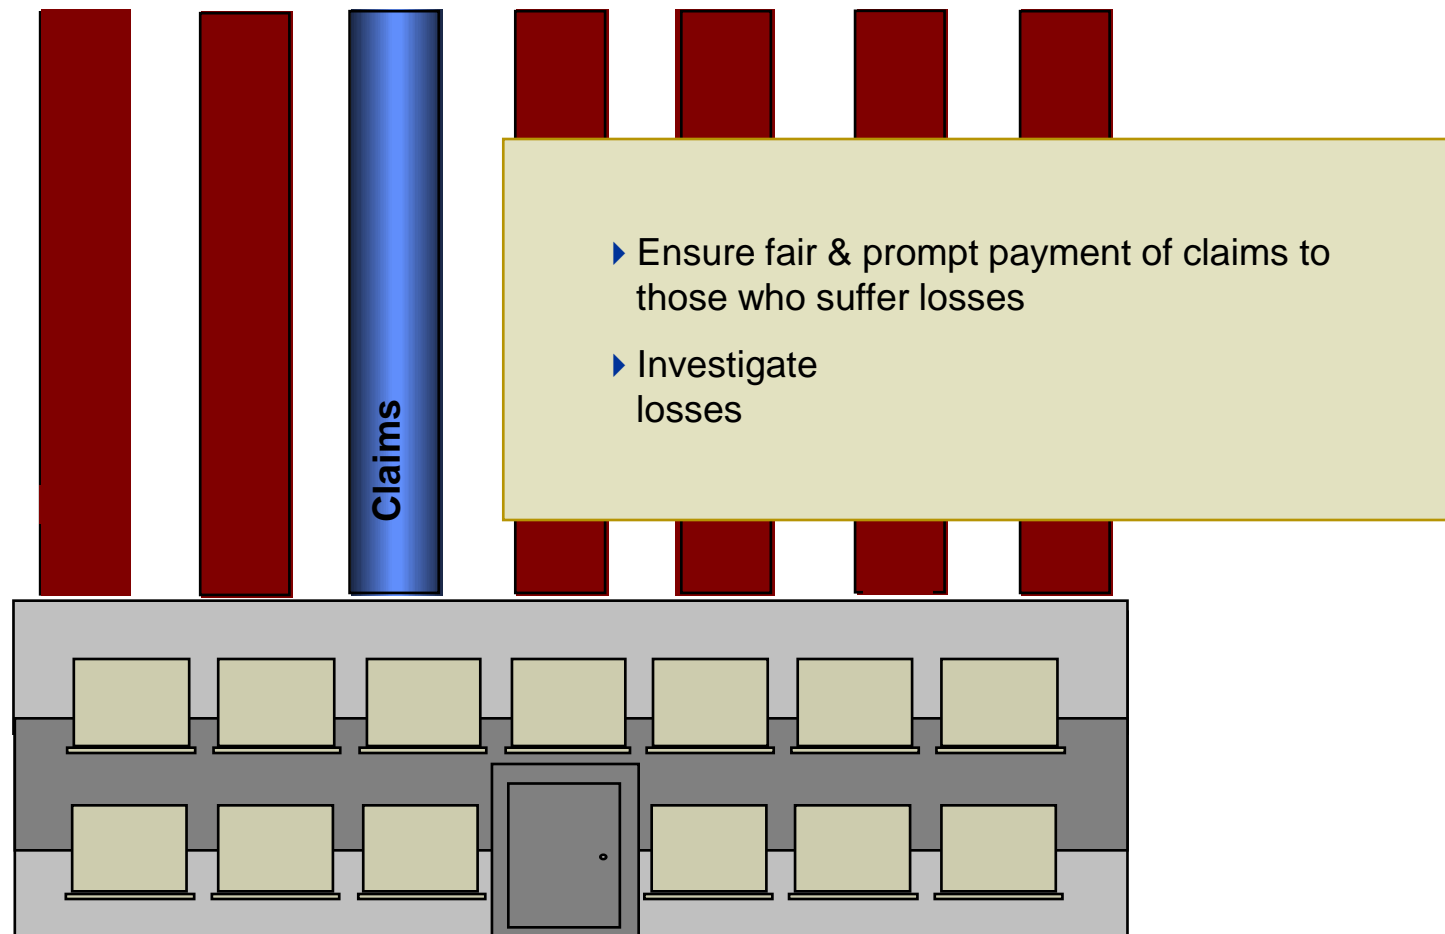 Ensure fair & prompt payment of claims to
those who suffer losses
Investigate
losses
Claims